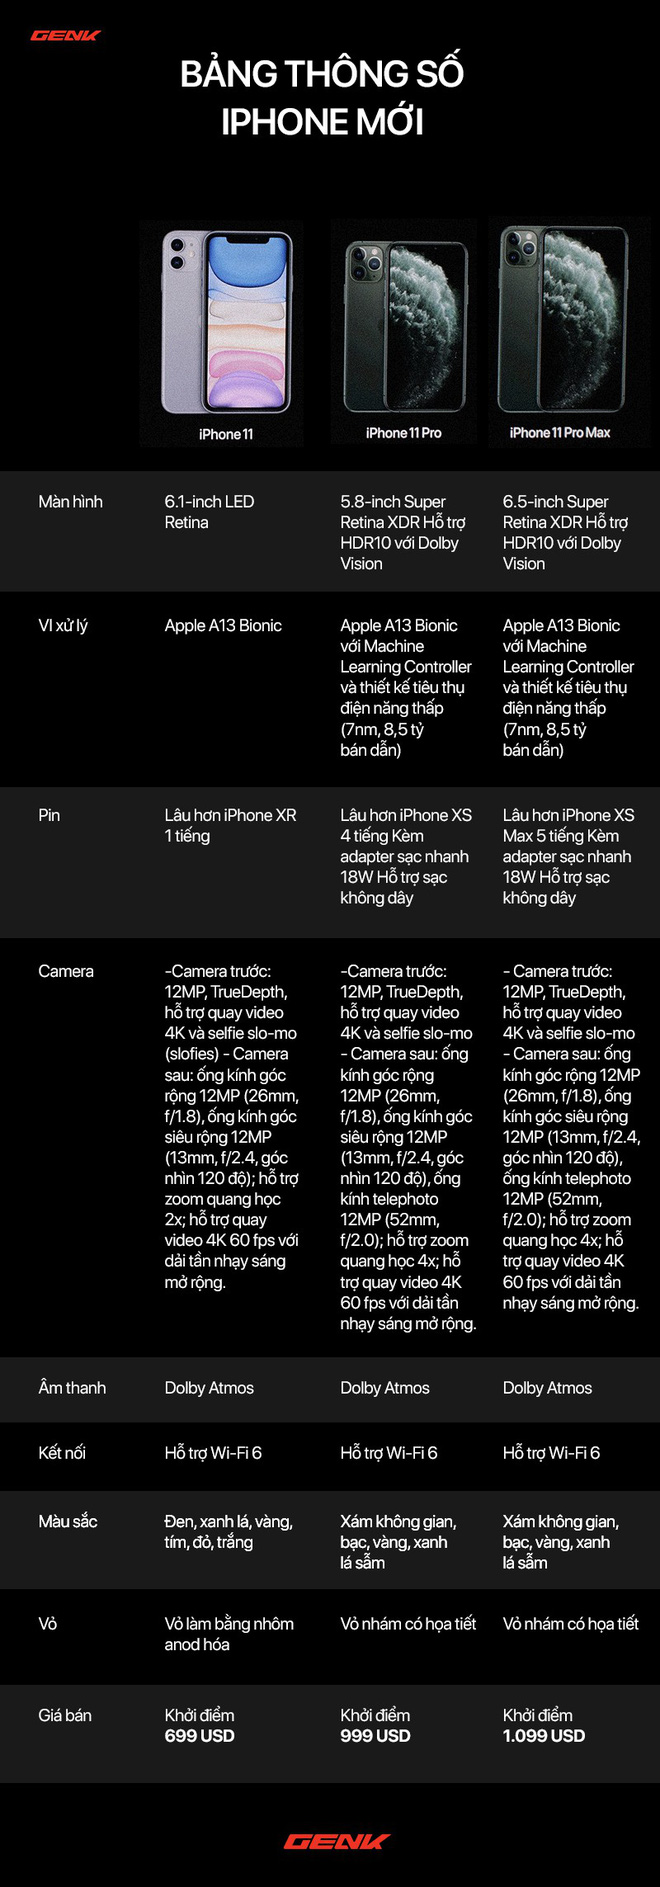 GENK
BẢNG THÔNG SỐ
IPHONE MỚI
iPhone 11
iPhone 11 Pro
iPhone 11 Pro Max
Màn hình
6.1-inch LED
Retina
5.8-inch Super
Retina XDR Hỗ trợ
HDR10 với Dolby
Vision
6.5-inch Super
Retina XDR Hỗ trợ
HDR10 với Dolby
Vision
VI xử lý
Apple A13 Bionic
Apple A13 Bionic
với Machine
Learning Controller
và thiết kế tiêu thụ
điện năng thấp
(7nm, 8,5 tỷ
bán dẫn)
Apple A13 Bionic
với Machine
Learning Controller
và thiết kế tiêu thụ
điện năng thấp
(7nm, 8,5 tỷ
bán dẫn)
Pin
Lâu hơn iPhone XR
1 tiếng
Lâu hơn iPhone XS
4 tiếng Kèm
adapter sạc nhanh
18W Hỗ trợ sạc
không dây
Lâu hơn iPhone XS
Max 5 tiếng Kèm
adapter sạc nhanh
18W Hỗ trợ sạc
không dây
Camera
-Camera trước:
12MP, TrueDepth,
hỗ trợ quay video
4K và selfie slo-mo
(slofies) - Camera
sau: ống kính góc
rộng 12MP (26mm,
f/1.8), ống kính góc
siêu rộng 12MP
(13mm, f/2.4, góc
nhìn 120 độ); hỗ trợ
zoom quang học
2x; hỗ trợ quay
video 4K 60 fps với
dải tần nhạy sáng
mở rộng.
-Camera trước:
12MP, TrueDepth,
hỗ trợ quay video
4K và selfie slo-mo
- Camera sau: ống
kính góc rộng
12MP (26mm,
f/1.8), ống kính góc
siêu rộng 12MP
(13mm, f/2.4, góc
nhìn 120 độ), ống
kính telephoto
12MP (52mm,
f/2.0); hỗ trợ zoom
quang học 4x; hỗ
trợ quay video 4K
60 fps với dải tần
nhạy sáng mở rộng.
- Camera trước:
12MP, TrueDepth,
hỗ trợ quay video
4K và selfie slo-mo
- Camera sau: ống
kính góc rộng 12MP
(26mm, f/1.8), ống
kính góc siêu rộng
12MP (13mm, f/2.4,
góc nhìn 120 độ),
ống kính telephoto
12MP (52mm,
f/2.0); hỗ trợ zoom
quang học 4x; hỗ
trợ quay video 4K
60 fps với dải tần
nhạy sáng mở rộng.
Âm thanh
Dolby Atmos
Dolby Atmos
Dolby Atmos
Kết nối
Hỗ trợ Wi-Fi 6
Hỗ trợ Wi-Fi 6
Hỗ trợ Wi-Fi 6
Màu sắc
Đen, xanh lá, vàng,
tím, đỏ, trắng
Xám không gian,
bạc, vàng, xanh
lá sẫm
Xám không gian,
bạc, vàng, xanh
lá sẫm
Vỏ
Vỏ làm bằng nhôm
anod hóa
Vỏ nhám có họa tiết
Vỏ nhám có họa tiết
Giá bán
Khởi điểm
699 USD
Khởi điểm
999 USD
Khởi điểm
1.099 USD
GENK